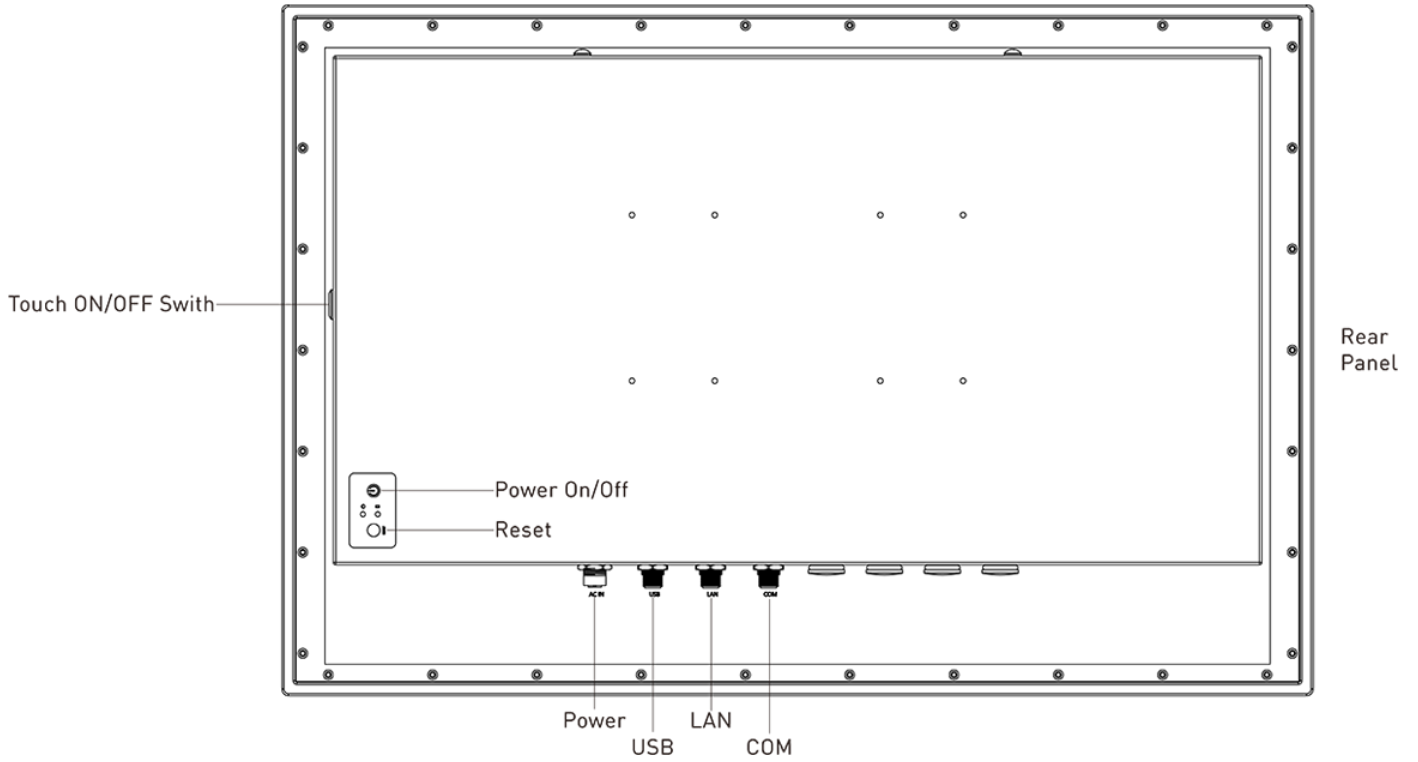 Touch ON/OFF Swith
Rear
Panel
Power On/Off
Reset
AC IN
USB
LAN
COM
Power
LAN
USB
COM